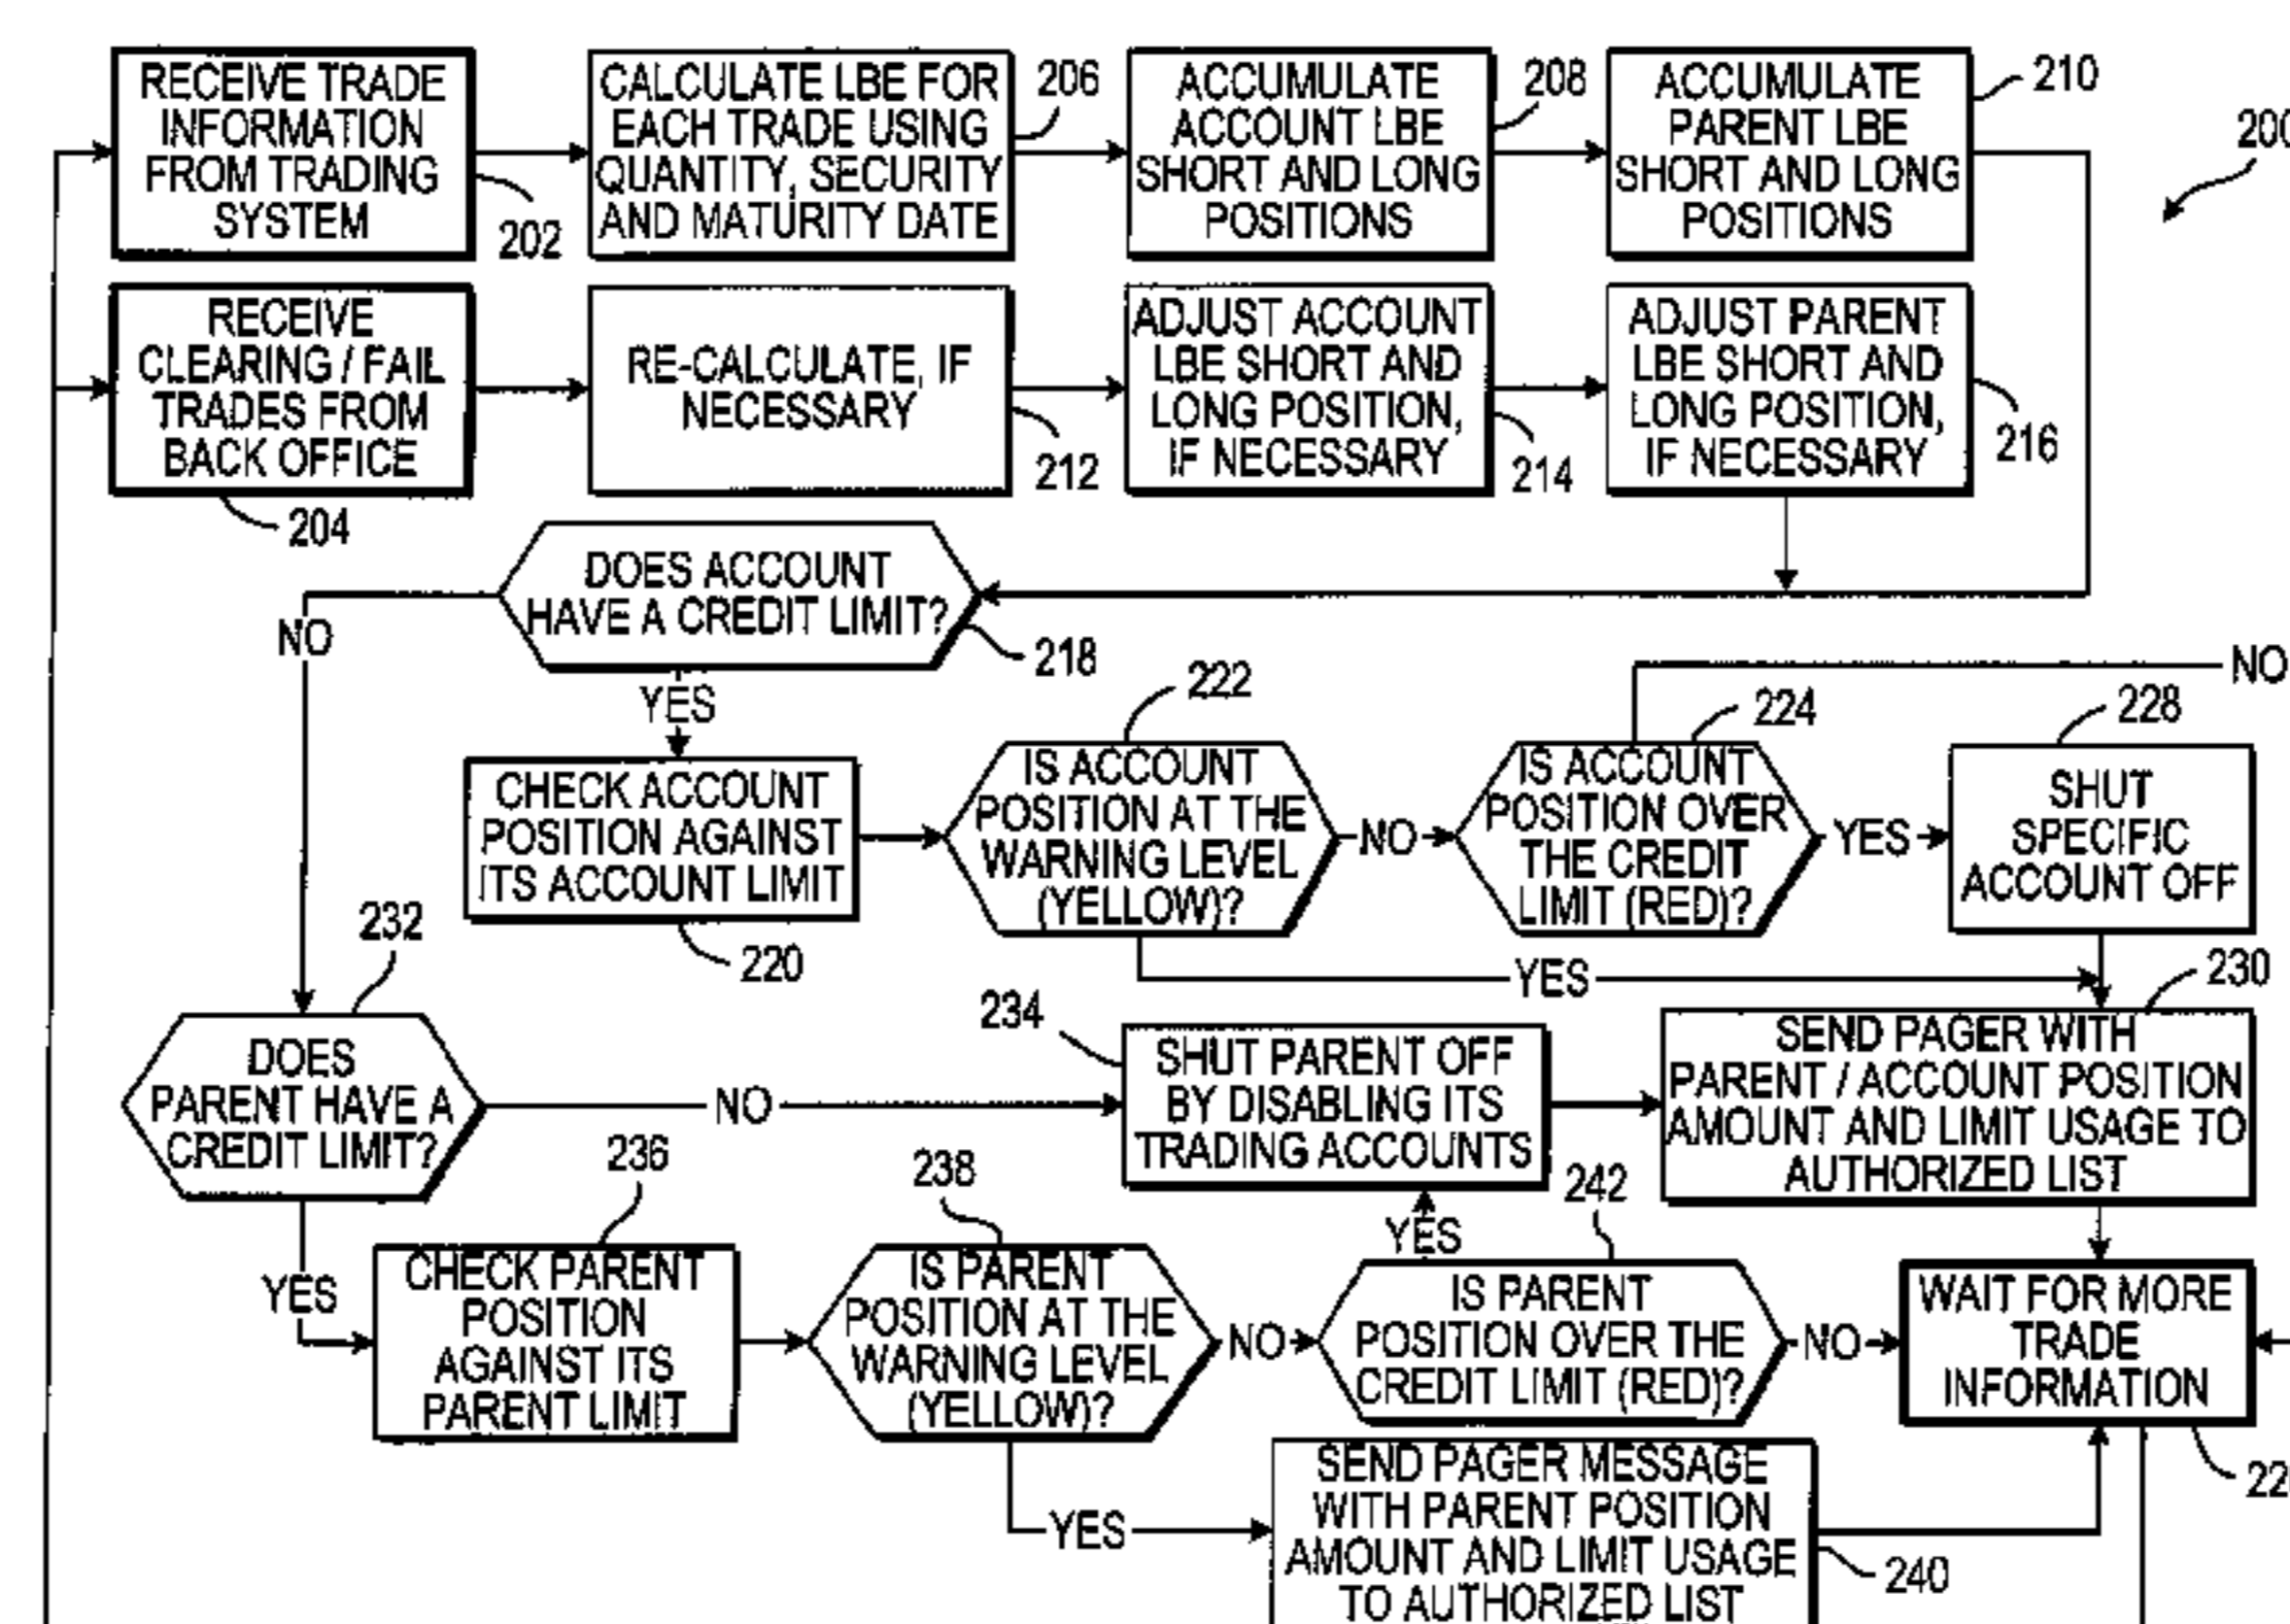 RECEIVE TRADE
INFORMATION
FROM TRADING
SYSTEM
202
CALCULATE LBE FOR
EACH TRADE USING
QUANTITY, SECURITY
AND MATURITY DATE
206
ACCUMULATE
ACCOUNT LBE
SHORT AND LONG
POSITIONS
208
ACCUMULATE
PARENT LBE
SHORT AND LONG
POSITIONS
210
RECEIVE
CLEARING / FAIL
TRADES FROM
BACK OFFICE
204
RE-CALCULATE, IF
NECESSARY
212
ADJUST ACCOUNT
LBE SHORT AND
LONG POSITION,
IF NECESSARY
214
ADJUST PARENT
LBE SHORT AND
LONG POSITION,
IF NECESSARY
216
DOES ACCOUNT
HAVE A CREDIT LIMIT?
218
NO
YES
CHECK ACCOUNT
POSITION AGAINST
ITS ACCOUNT LIMIT
220
IS ACCOUNT
POSITION AT THE
WARNING LEVEL
(YELLOW)?
222
NO
YES
IS ACCOUNT
POSITION OVER
THE CREDIT
LIMIT (RED)?
224
NO
YES
SHUT
SPECIFIC
ACCOUNT OFF
228
DOES
PARENT HAVE A
CREDIT LIMIT?
232
NO
YES
SHUT PARENT OFF
BY DISABLING ITS
TRADING ACCOUNTS
234
SEND PAGER WITH
PARENT / ACCOUNT POSITION
AMOUNT AND LIMIT USAGE TO
AUTHORIZED LIST
230
CHECK PARENT
POSITION
AGAINST ITS
PARENT LIMIT
236
IS PARENT
POSITION AT THE
WARNING LEVEL
(YELLOW)?
238
NO
YES
IS PARENT
POSITION OVER THE
CREDIT LIMIT (RED)?
242
YES
NO
WAIT FOR MORE
TRADE
INFORMATION
SEND PAGER MESSAGE
WITH PARENT POSITION
AMOUNT AND LIMIT USAGE
TO AUTHORIZED LIST
240